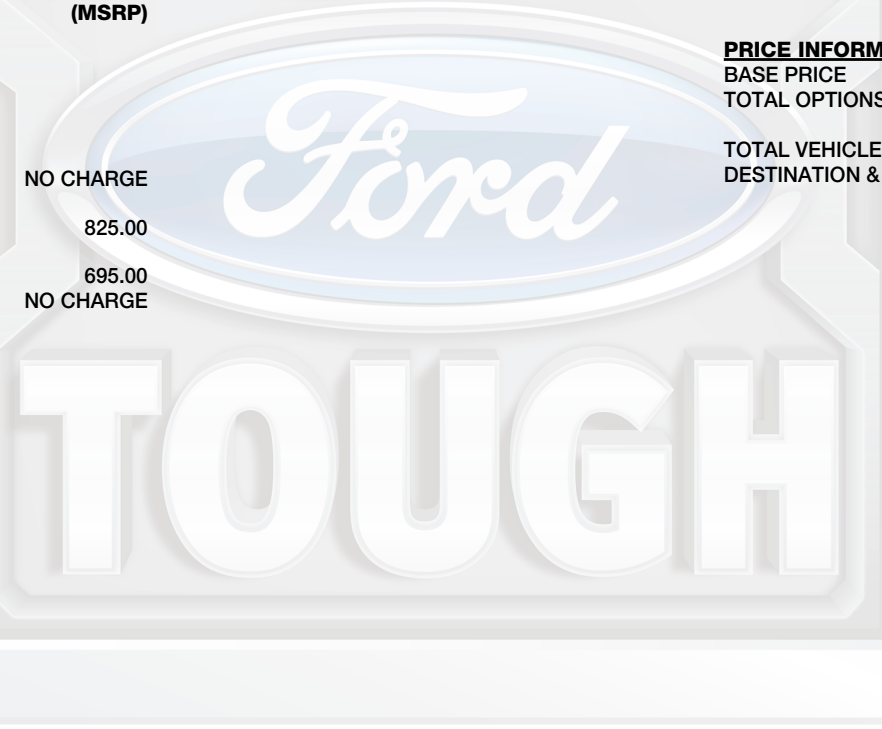 (MSRP)
NO CHARGE
825.00
695.00
NO CHARGE
PRICE INFORM
BASE PRICE
TOTAL OPTIONS
TOTAL VEHICLE
DESTINATION &
Ford
TOUGH